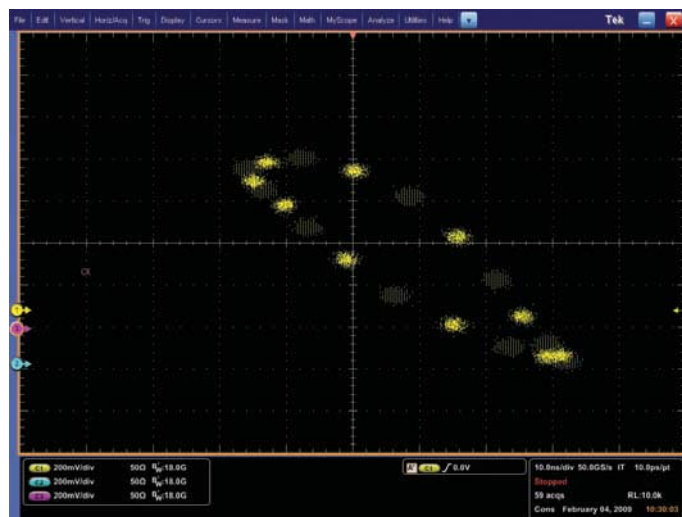 File Edit Vertical Horiz/Acq Trig Display Cursors Measure Mask Math MyScope Analyze Utilities Help Tek
1
3
2
C1 200mV/div 50Ω BW:18.0G
C2 200mV/div 50Ω BW:18.0G
C3 200mV/div 50Ω BW:18.0G
A' C1 0.0V
10.0ns/div 50.0GS/s IT 10.0ps/pt
Stopped
59 acqs RL:10.0k
Cons February 04, 2009 10:30:03